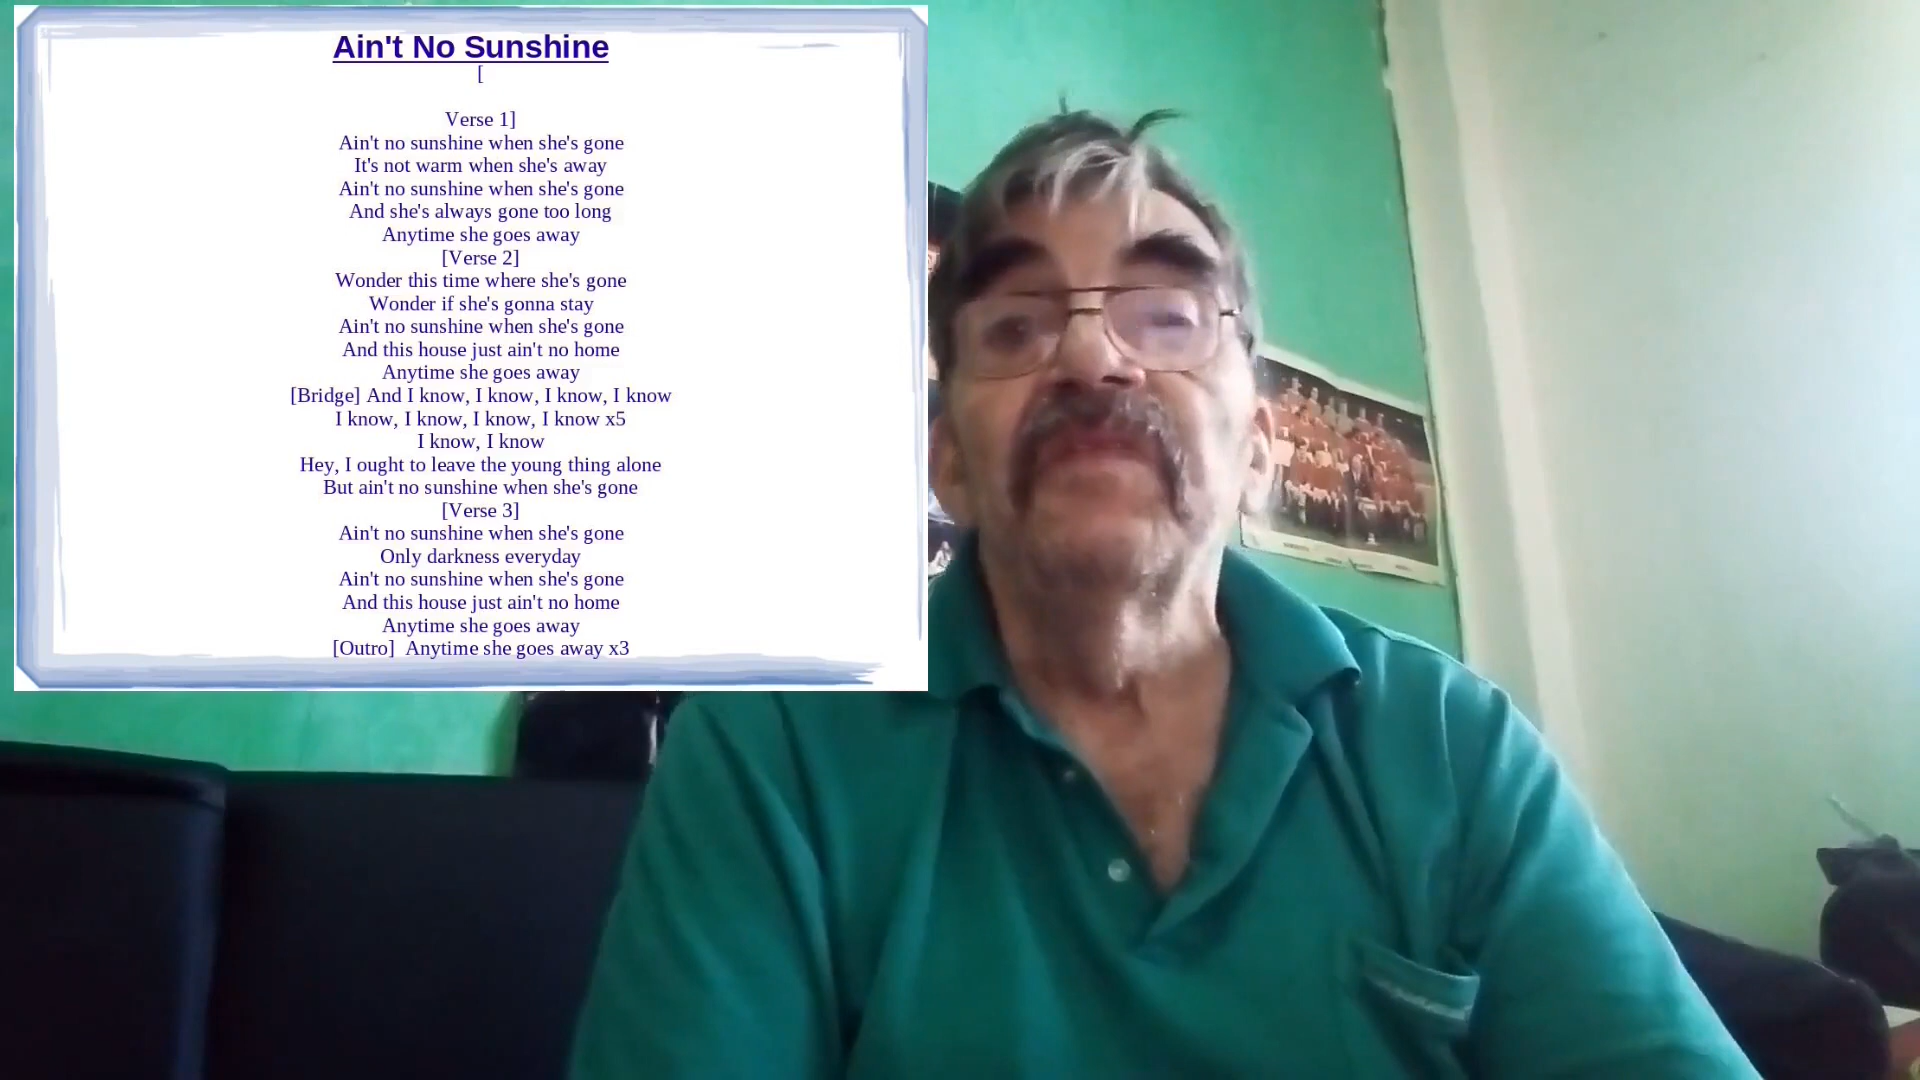 Ain't No Sunshine
[
Verse 1]
Ain't no sunshine when she's gone
It's not warm when she's away
Ain't no sunshine when she's gone
And she's always gone too long
Anytime she goes away
[Verse 2]
Wonder this time where she's gone
Wonder if she's gonna stay
Ain't no sunshine when she's gone
And this house just ain't no home
Anytime she goes away
[Bridge] And I know, I know, I know, I know
I know, I know, I know, I know x5
I know, I know
Hey, I ought to leave the young thing alone
But ain't no sunshine when she's gone
[Verse 3]
Ain't no sunshine when she's gone
Only darkness everyday
Ain't no sunshine when she's gone
And this house just ain't no home
Anytime she goes away
[Outro]  Anytime she goes away x3